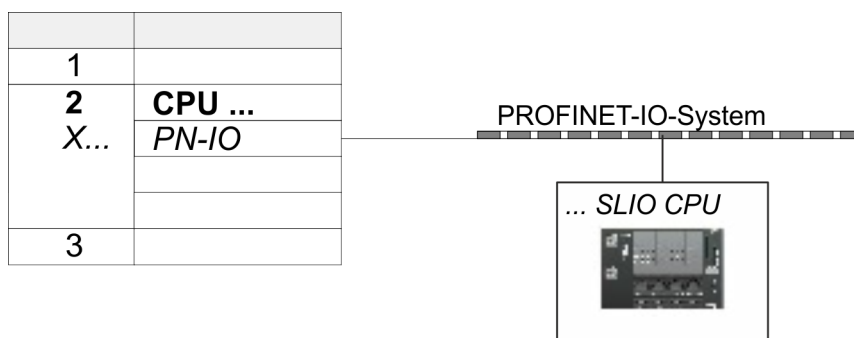 1
2 CPU ...
X... PN-IO
3
PROFINET-IO-System
... SLIO CPU